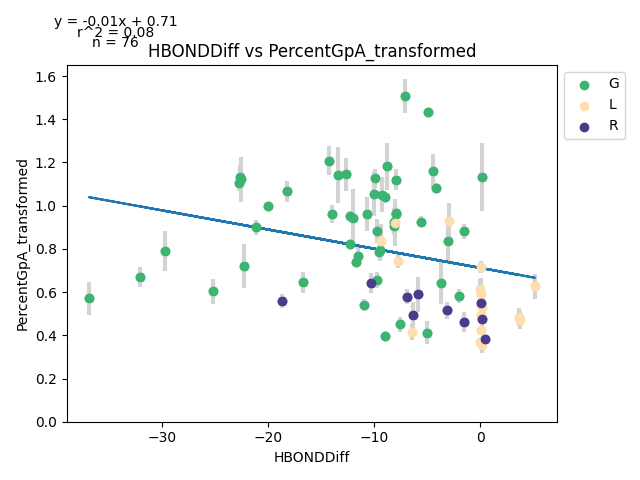 y = -0.01x + 0.71
r^2 = 0.08
n = 76
HBONDDiff vs PercentGpA_transformed
G
L
R
1.6
1.4
1.2
1.0
0.8
0.6
0.4
0.2
0.0
PercentGpA_transformed
−30
−20
−10
0
HBONDDiff